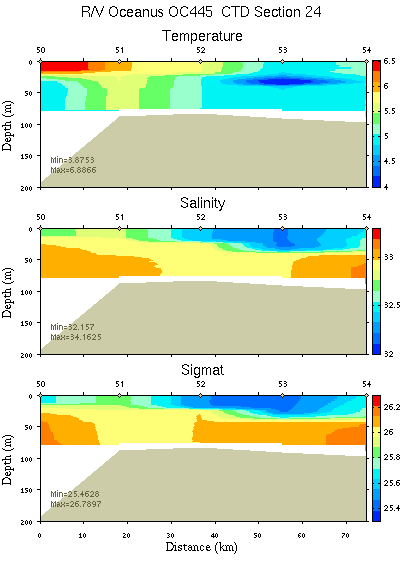 R/V Oceanus OC445 CTD Section 24
Temperature
50 51 52 53 54
Depth (m)
0
50
100
150
200
Min=3.8753
Max=6.8866
6.5
6
5.5
5
4.5
4
Salinity
50 51 52 53 54
Depth (m)
0
50
100
150
200
Min=32.157
Max=34.1625
33
32.5
32
Sigmat
50 51 52 53 54
Depth (m)
0
50
100
150
200
Min=25.4628
Max=26.7897
26.2
26
25.8
25.6
25.4
0 10 20 30 40 50 60 70
Distance (km)